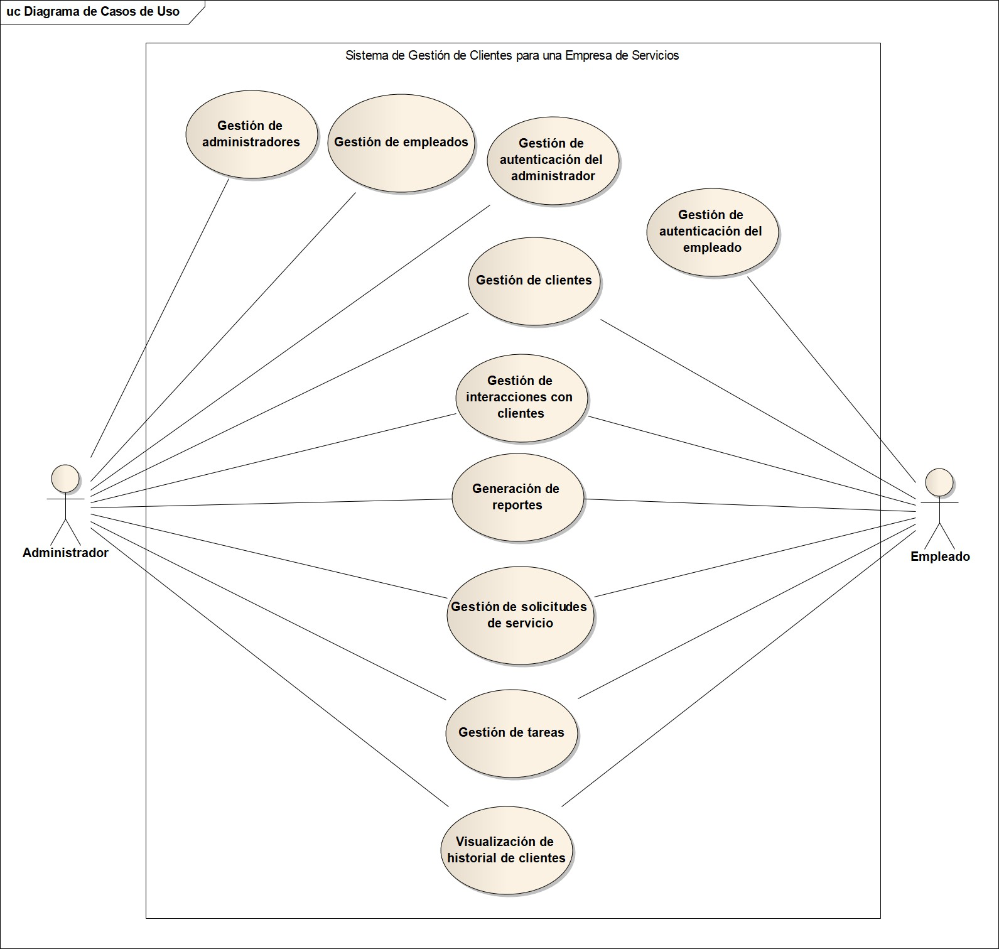 uc Diagrama de Casos de Uso
Sistema de Gestión de Clientes para una Empresa de Servicios
Gestión de
administradores
Gestión de empleados
Gestión de
autenticación del
administrador
Gestión de
autenticación del
empleado
Gestión de clientes
Gestión de
interacciones con
clientes
Generación de
reportes
Administrador
Empleado
Gestión de solicitudes
de servicio
Gestión de tareas
Visualización de
historial de clientes